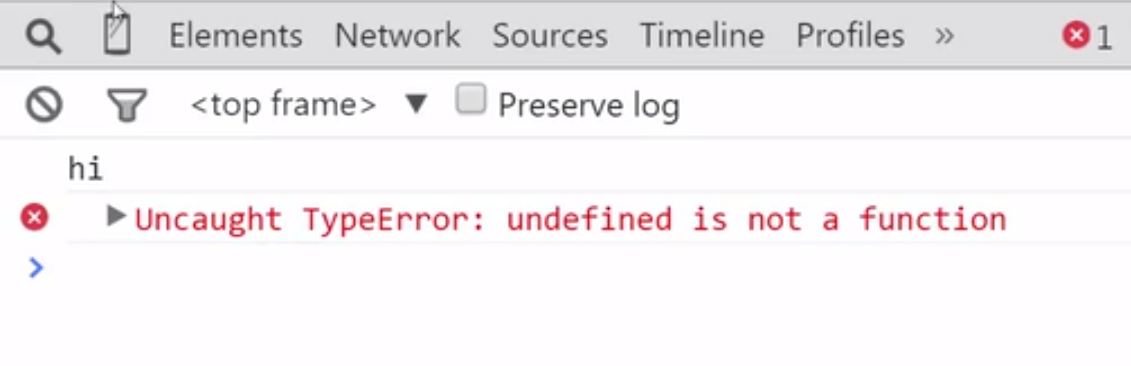 Elements Network Sources Timeline Profiles » 1
<top frame> ▼ Preserve log
hi
Uncaught TypeError: undefined is not a function
>